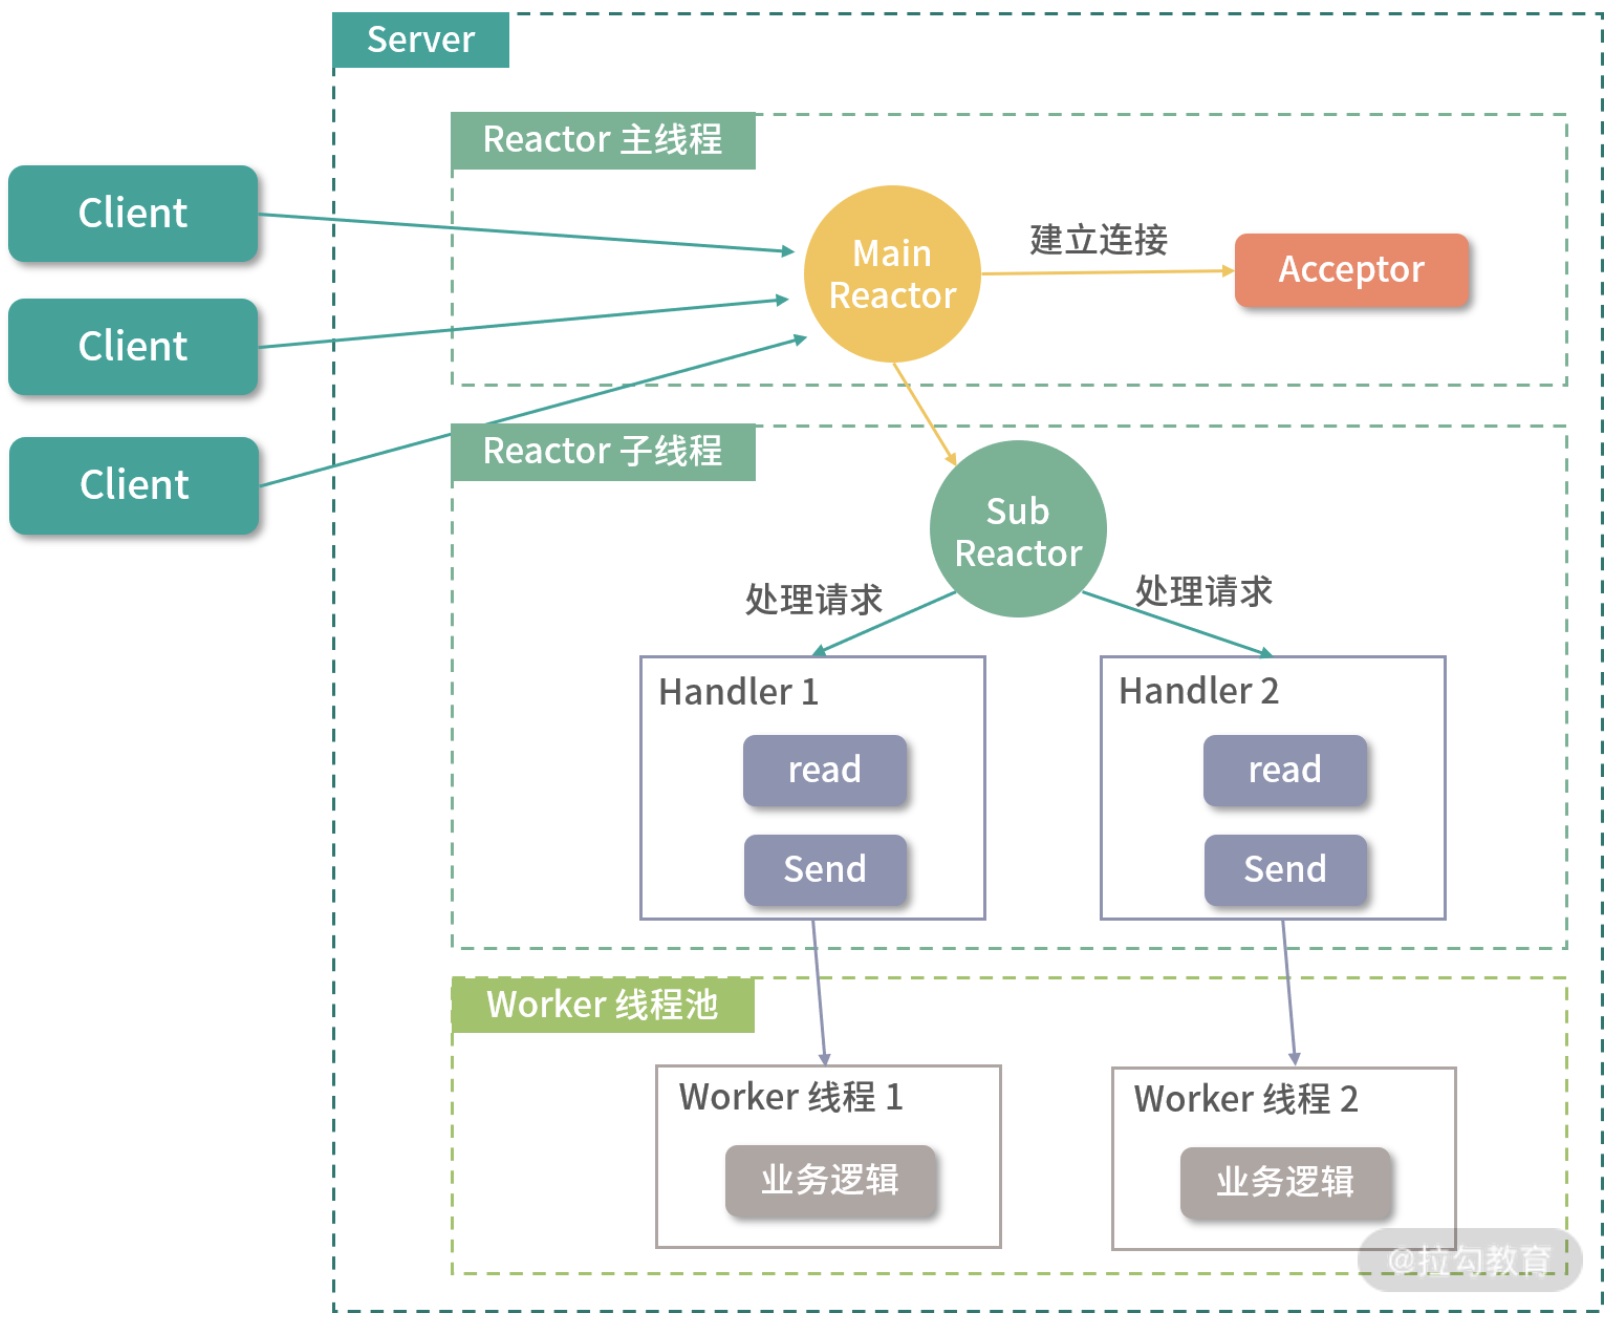 Server
Reactor 主线程
Client
Main
Reactor
建立连接
Acceptor
Client
Client
Reactor 子线程
Sub
Reactor
处理请求
处理请求
Handler 1
read
Send
Handler 2
read
Send
Worker 线程池
Worker 线程 1
业务逻辑
Worker 线程 2
业务逻辑
@拉勾教育